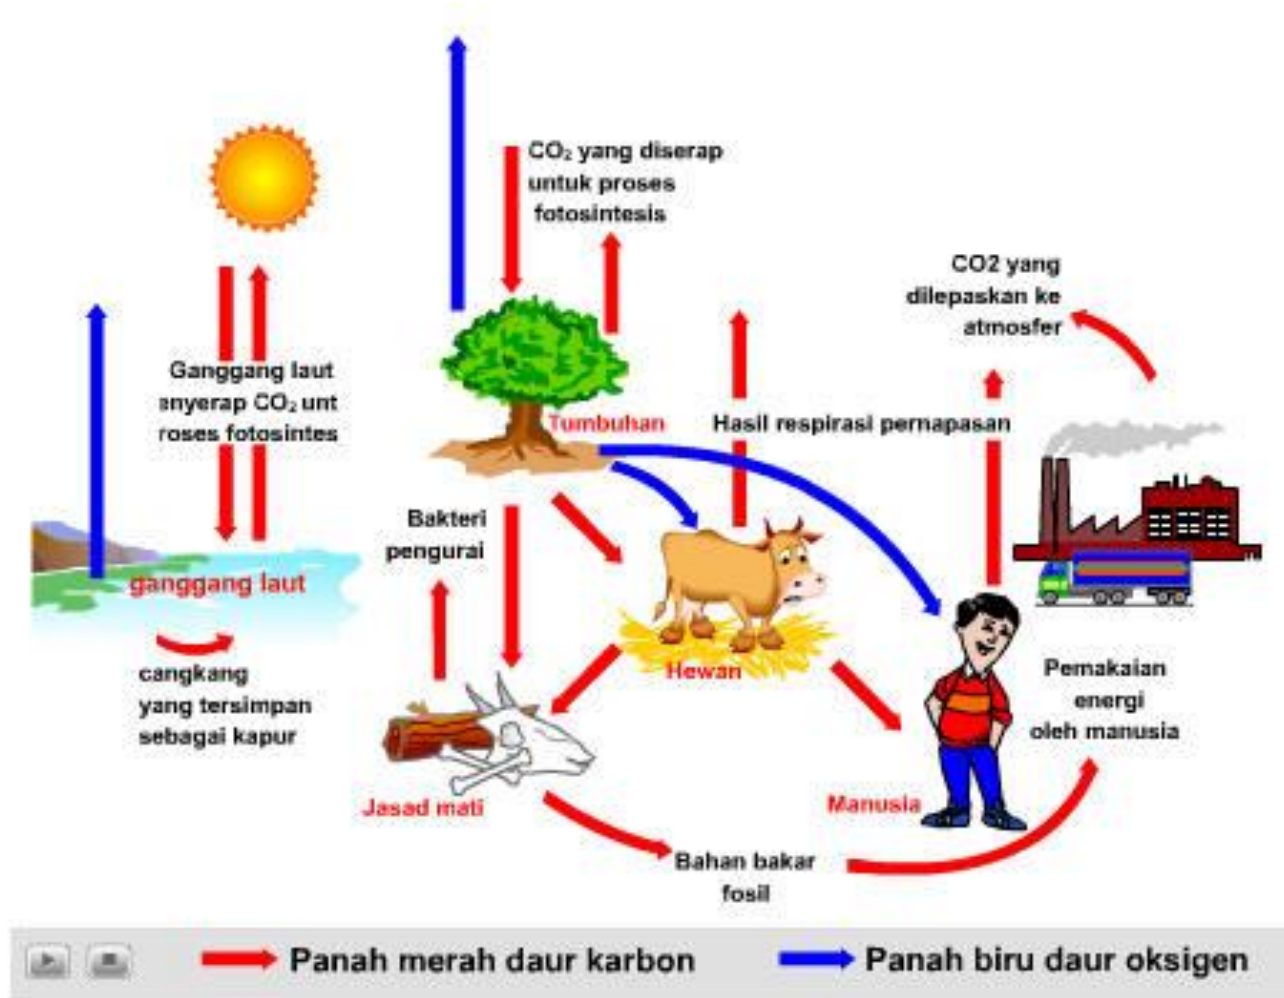 CO₂ yang diserap
untuk proses
fotosintesis
CO2 yang
dilepaskan ke
atmosfer
Ganggang laut
enyerap CO₂ unt
roses fotosintes
Tumbuhan
Hasil respirasi pernapasan
Bakteri
pengurai
ganggang laut
cangkang
yang tersimpan
sebagai kapur
Hewan
Pemakaian
energi
oleh manusia
Jasad mati
Manusia
Bahan bakar
fosil
Panah merah daur karbon
Panah biru daur oksigen